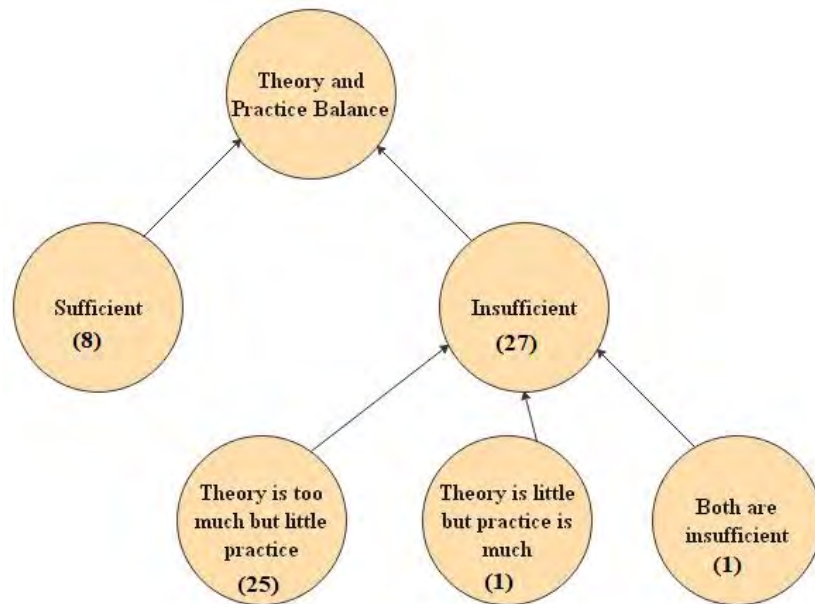 Theory and
Practice Balance
Sufficient
(8)
Insufficient
(27)
Theory is too
much but little
practice
(25)
Theory is little
but practice is
much
(1)
Both are
insufficient
(1)